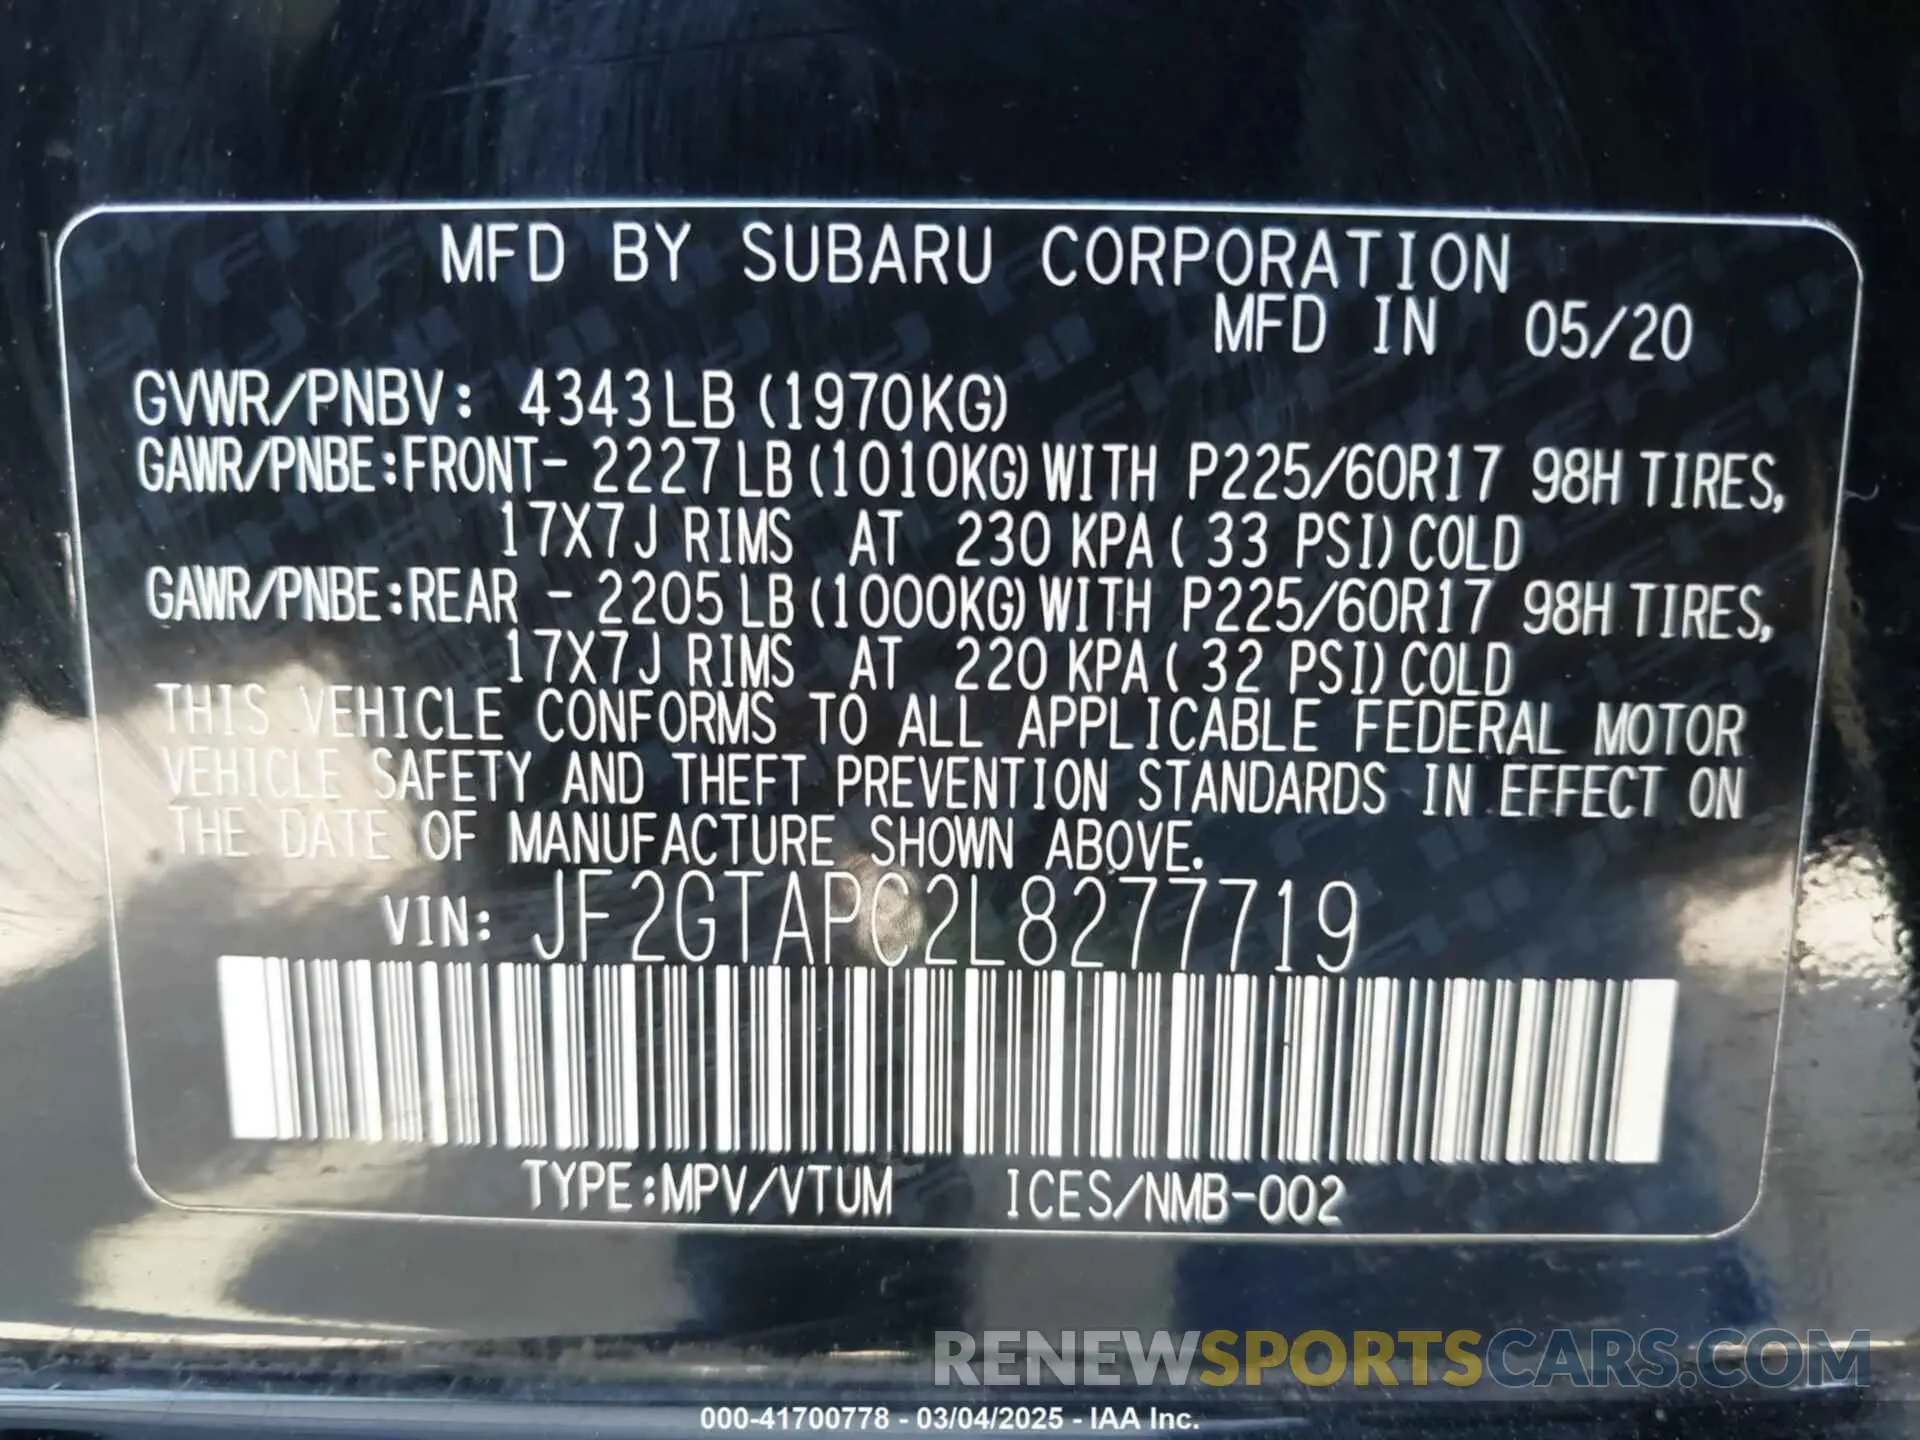 MFD BY SUBARU CORPORATION
MFD IN 05/20
GVWR/PNBV: 4343LB (1970KG)
GAWR/PNBE:FRONT- 2227LB (1010KG) WITH P225/60R17 98H TIRES,
17X7J RIMS AT 230 KPA ( 33 PSI) COLD
GAWR/PNBE:REAR - 2205LB (1000KG) WITH P225/60R17 98H TIRES,
17X7J RIMS AT 220 KPA ( 32 PSI) COLD
THIS VEHICLE CONFORMS TO ALL APPLICABLE FEDERAL MOTOR
VEHICLE SAFETY AND THEFT PREVENTION STANDARDS IN EFFECT ON
THE DATE OF MANUFACTURE SHOWN ABOVE.
VIN: JF2GTAPC2L8277719
TYPE:MPV/VTUM ICES/NMB-002
RENEWSPORTSCARS.COM
000-41700778 - 03/04/2025 - IAA Inc.